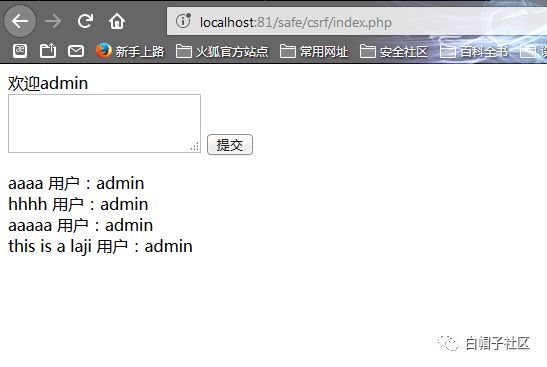 localhost:81/safe/csrf/index.php
新手上路 火狐官方站点 常用网址 安全社区 百科全书
欢迎admin
提交
aaaa 用户：admin
hhhh 用户：admin
aaaaa 用户：admin
this is a laji 用户：admin
白帽子社区